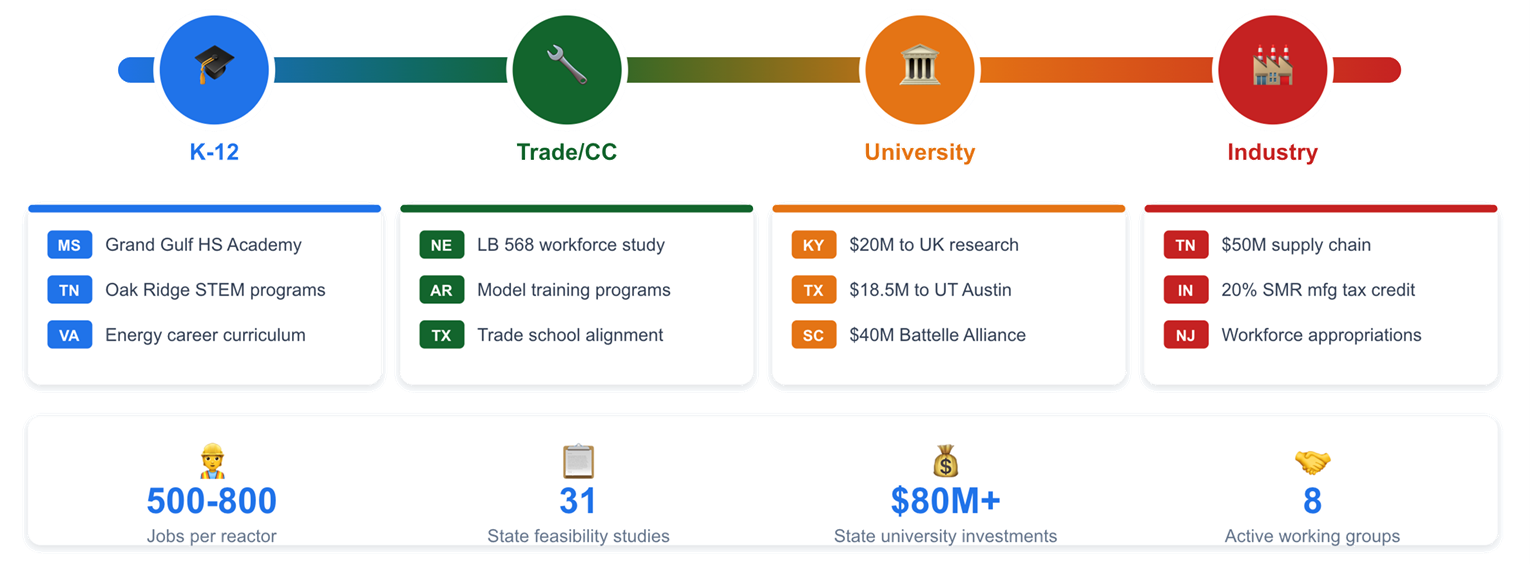 K-12
Trade/CC
University
Industry
MS Grand Gulf HS Academy
TN Oak Ridge STEM programs
VA Energy career curriculum
NE LB 568 workforce study
AR Model training programs
TX Trade school alignment
KY $20M to UK research
TX $18.5M to UT Austin
SC $40M Battelle Alliance
TN $50M supply chain
IN 20% SMR mfg tax credit
NJ Workforce appropriations
500-800
Jobs per reactor
31
State feasibility studies
$80M+
State university investments
8
Active working groups